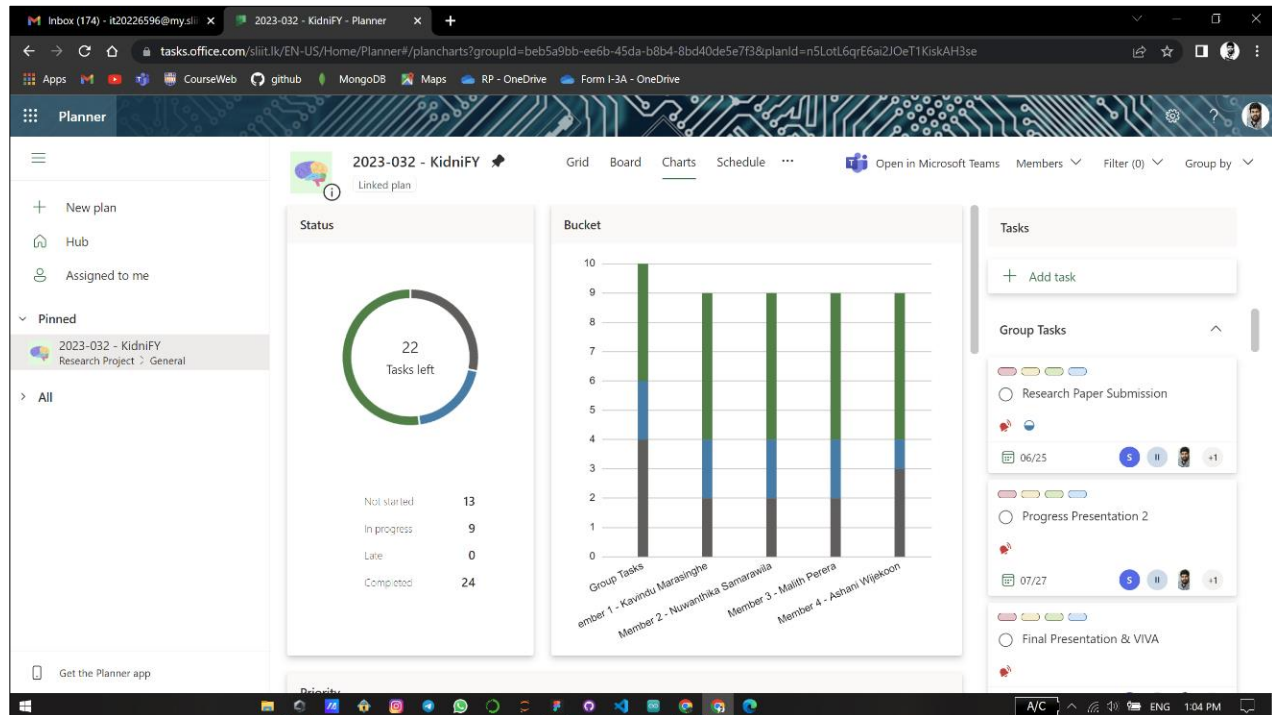 Inbox (174) - it20226596@my.slii
2023-032 - KidniFY - Planner
tasks.office.com/sliit.lk/EN-US/Home/Planner#/plancharts?groupId=beb5a9bb-ee6b-45da-b8b4-8bd40de5e7f3&planId=n5LotL6qrE6ai2JOeT1KiskAH3se
Apps CourseWeb github MongoDB Maps RP - OneDrive Form I-3A - OneDrive
Planner
2023-032 - KidniFY
Linked plan
Grid Board Charts Schedule ...
Open in Microsoft Teams Members Filter (0) Group by
New plan
Hub
Assigned to me
Pinned
2023-032 - KidniFY
Research Project > General
All
Get the Planner app
Status
22
Tasks left
Not started 13
In progress 9
Late 0
Completed 24
Bucket
10
9
8
7
6
5
4
3
2
1
0
Group Tasks
ember 1 - Kavindu Marasinghe
Member 2 - Nuwanthika Samarawila
Member 3 - Malith Perera
Member 4 - Ashani Wijekoon
Priority
Tasks
Add task
Group Tasks
Research Paper Submission
06/25 S II +1
Progress Presentation 2
07/27 S II +1
Final Presentation & VIVA
A/C ENG 1:04 PM